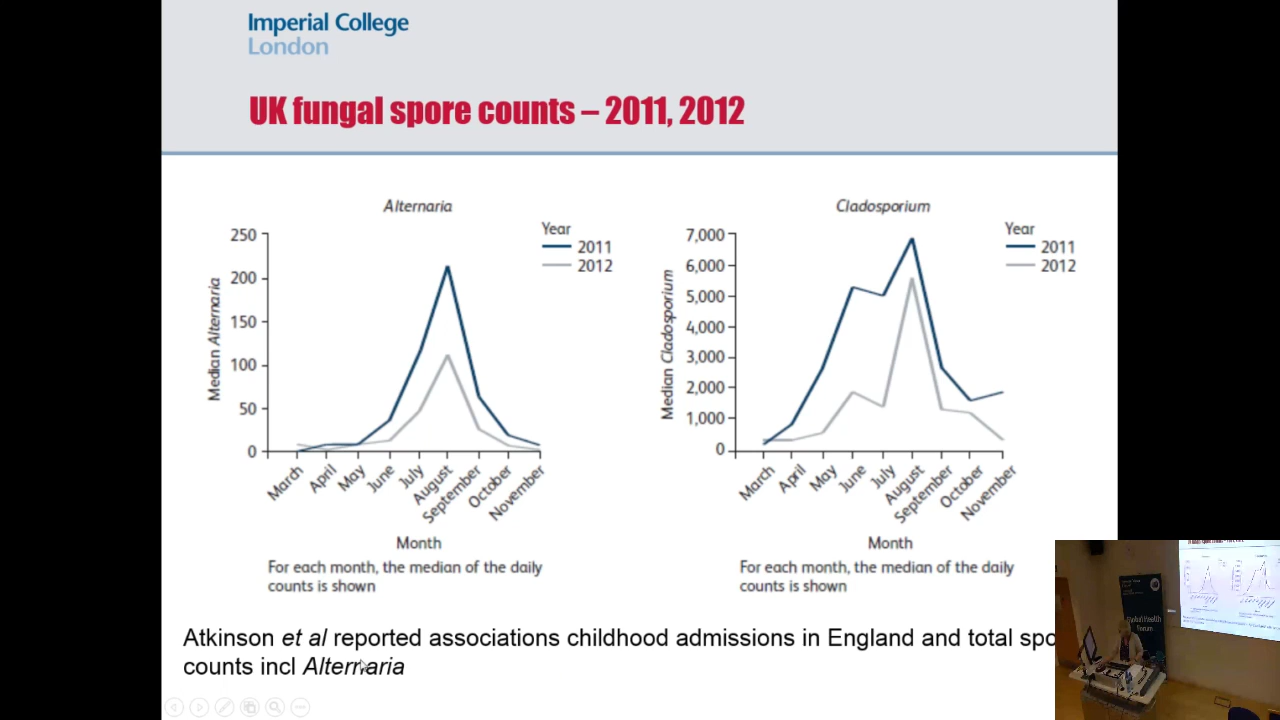 Imperial College
London
UK fungal spore counts – 2011, 2012
Alternaria
Year
2011
2012
250
200
150
100
50
0
Median Alternaria
March
April
May
June
July
August
September
October
November
Month
For each month, the median of the daily
counts is shown
Cladosporium
Year
2011
2012
7,000
6,000
5,000
4,000
3,000
2,000
1,000
0
Median Cladosporium
March
April
May
June
July
August
September
October
November
Month
For each month, the median of the daily
counts is shown
Atkinson et al reported associations childhood admissions in England and total spo
counts incl Alternaria
Forum